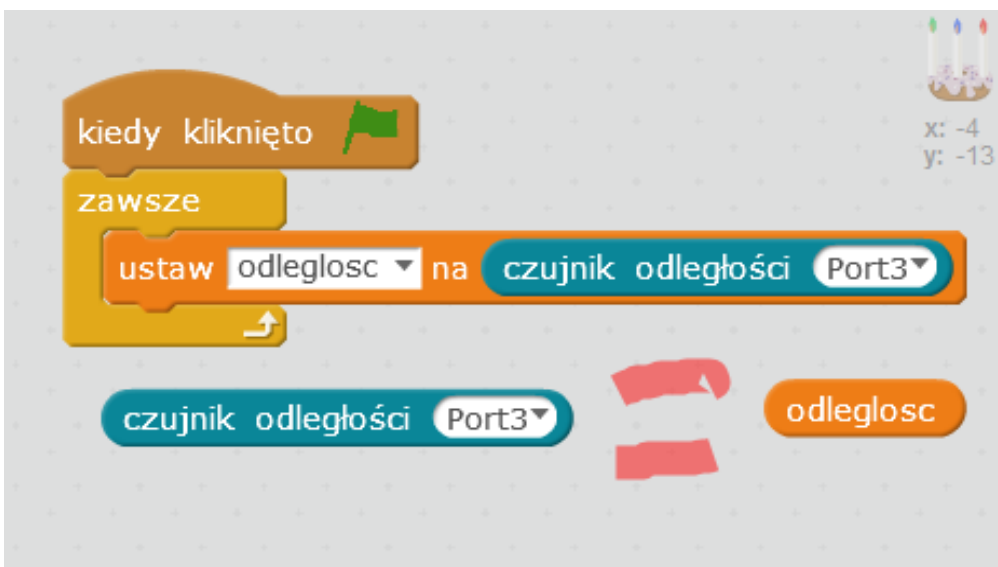 kiedy kliknięto
x: -4
y: -13
zawsze
ustaw odleglosc na czujnik odległości Port3
czujnik odległości Port3 odleglosc